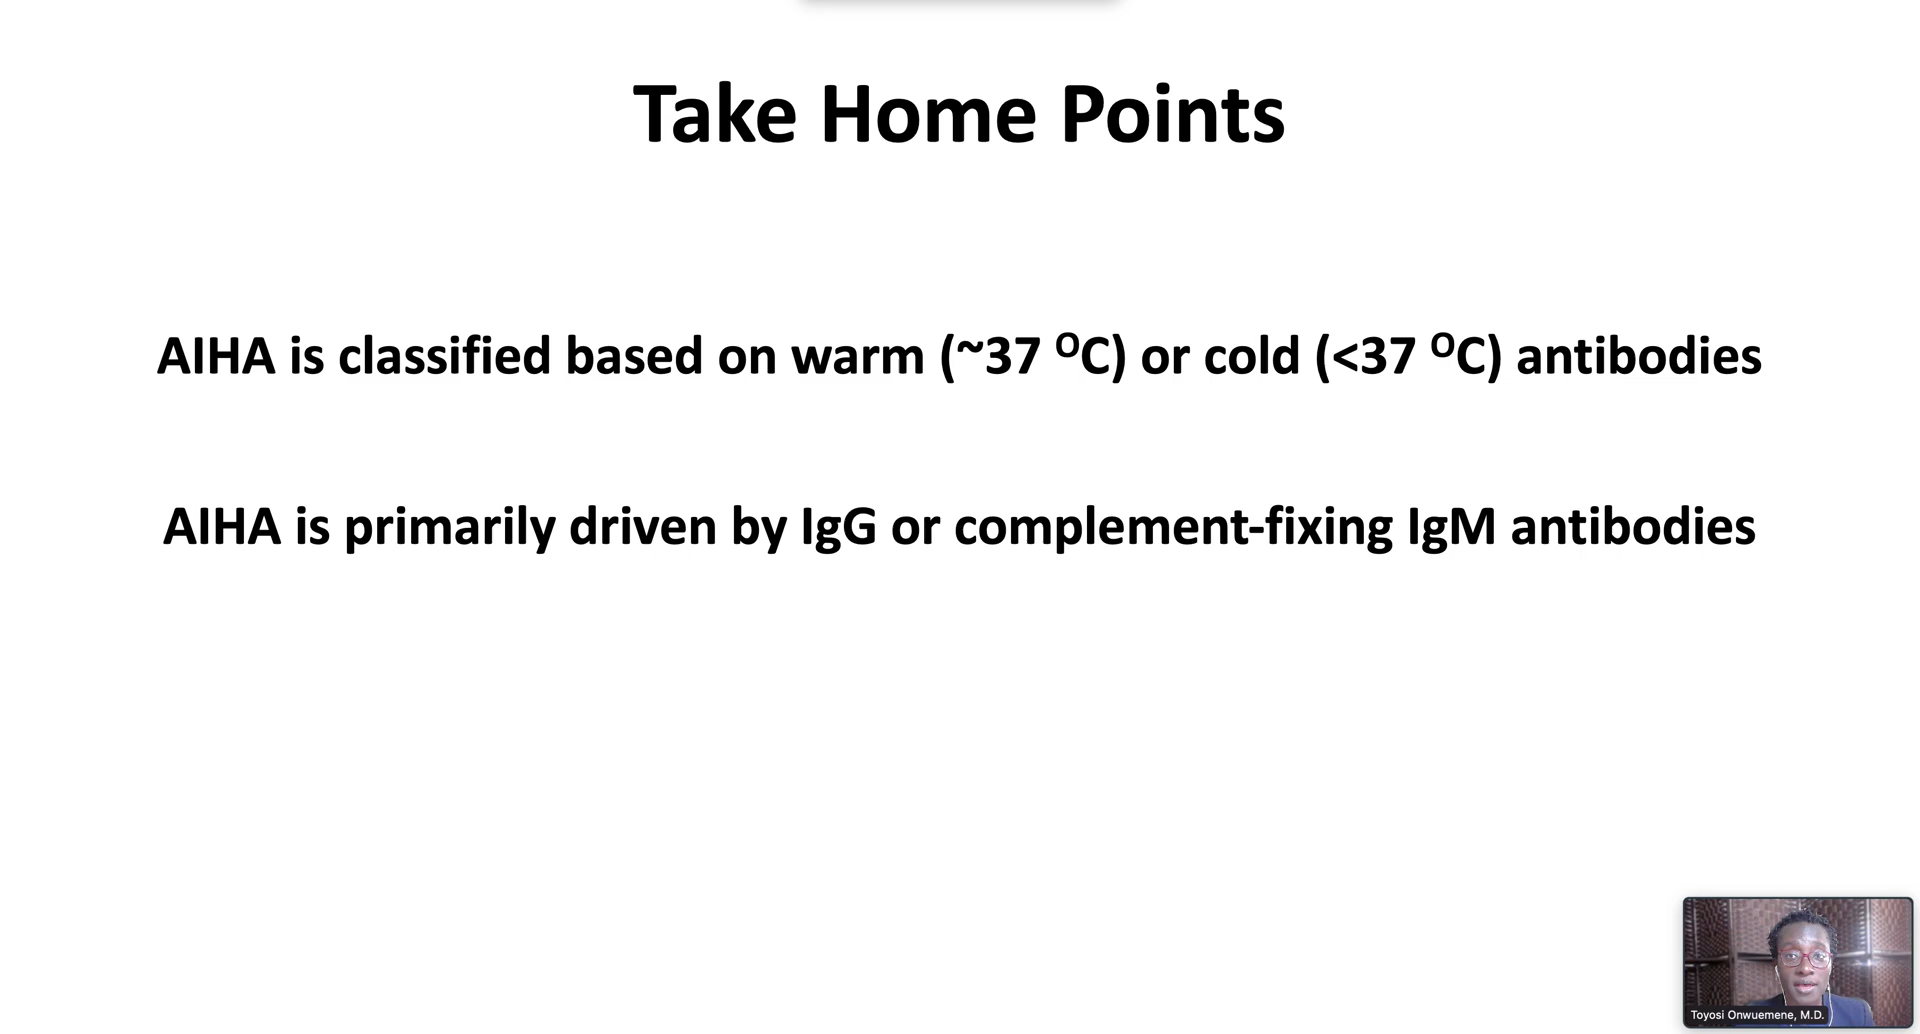 Take Home Points
AIHA is classified based on warm (~37 ᴼC) or cold (<37 ᴼC) antibodies
AIHA is primarily driven by IgG or complement-fixing IgM antibodies
Toyosi Onwuemene, M.D.